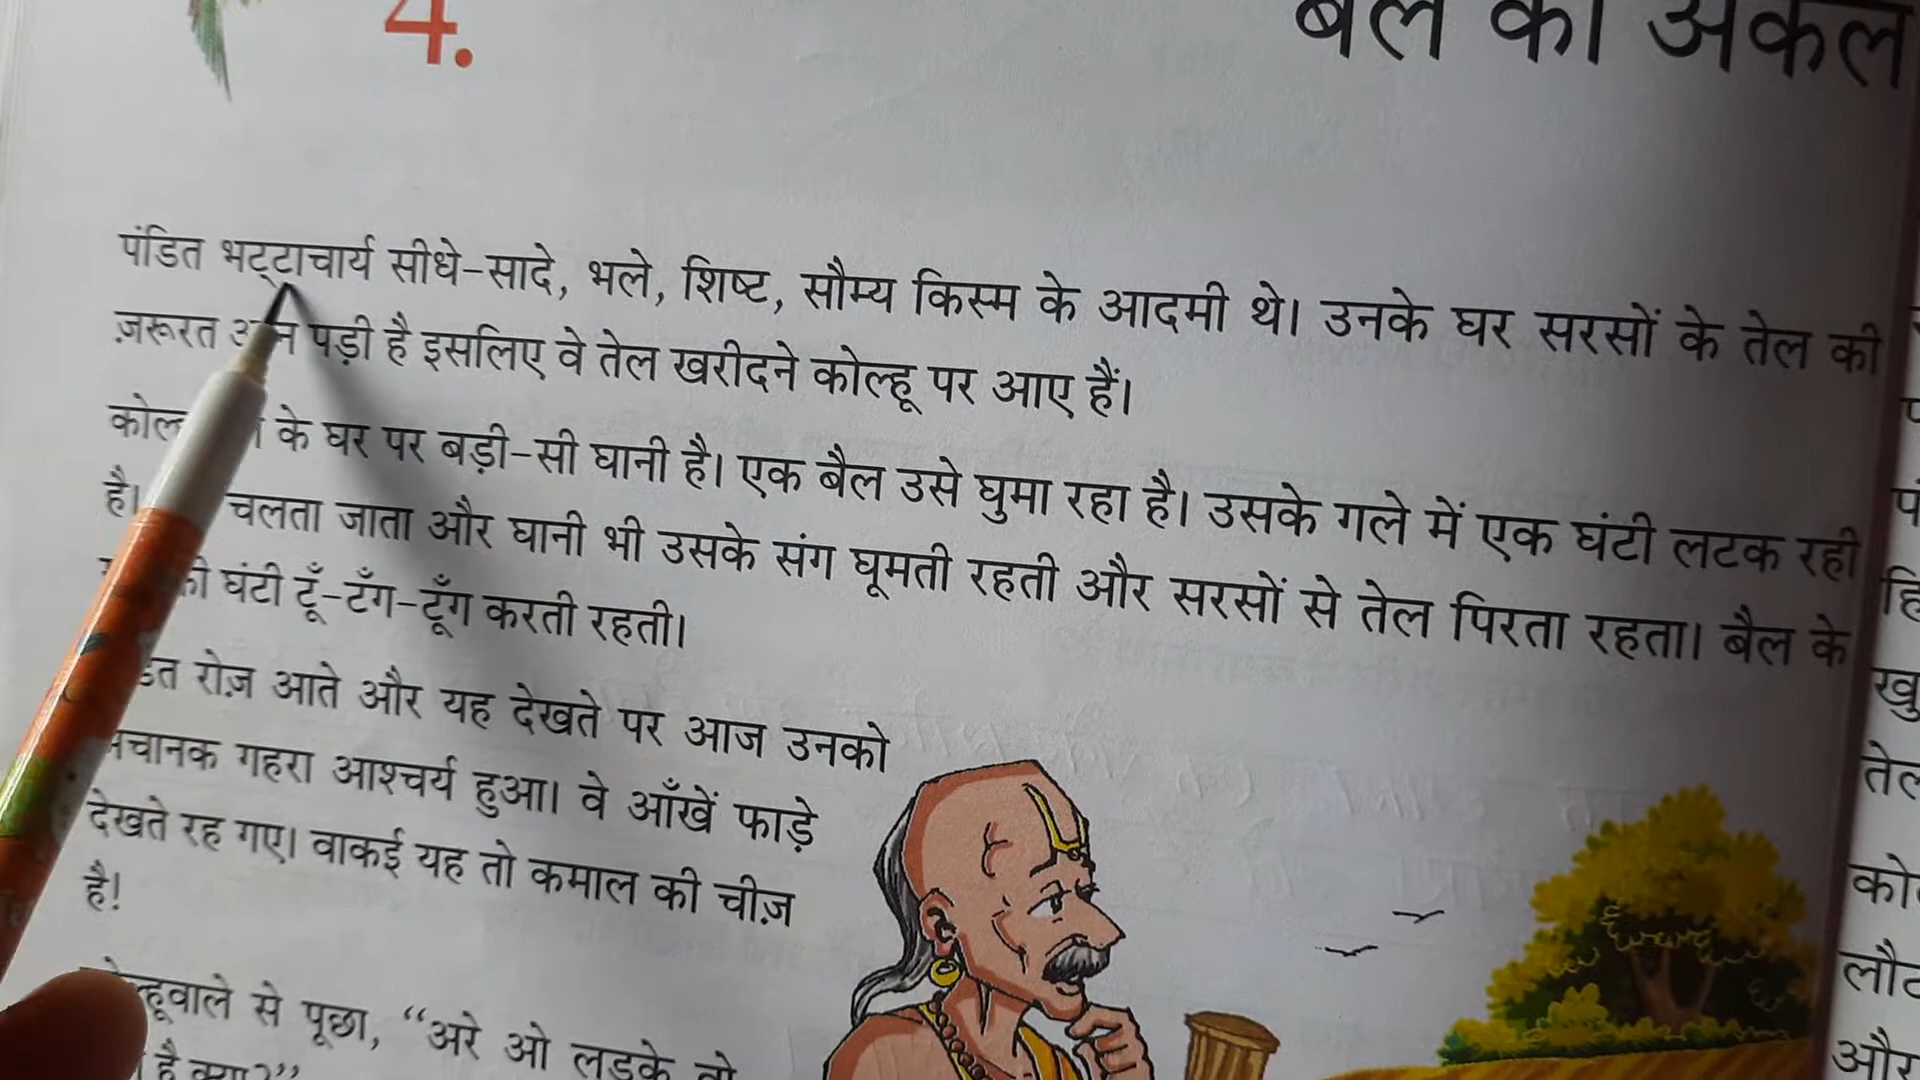 4.
बैल की अकल
पंडित भट्टाचार्य सीधे-सादे, भले, शिष्ट, सौम्य किस्म के आदमी थे। उनके घर सरसों के तेल की
ज़रूरत पड़ी है इसलिए वे तेल खरीदने कोल्हू पर आए हैं।
के घर पर बड़ी-सी घानी है। एक बैल उसे घुमा रहा है। उसके गले में एक घंटी लटक रही
है। चलता जाता और घानी भी उसके संग घूमती रहती और सरसों से तेल पिरता रहता। बैल के
की घंटी टूँ-टँग-टूँग करती रहती।
रोज़ आते और यह देखते पर आज उनको
अचानक गहरा आश्चर्य हुआ। वे आँखें फाड़े
देखते रह गए। वाकई यह तो कमाल की चीज़
है!
से पूछा, “अरे ओ लड़के तो
है क्या?”
तेल
और